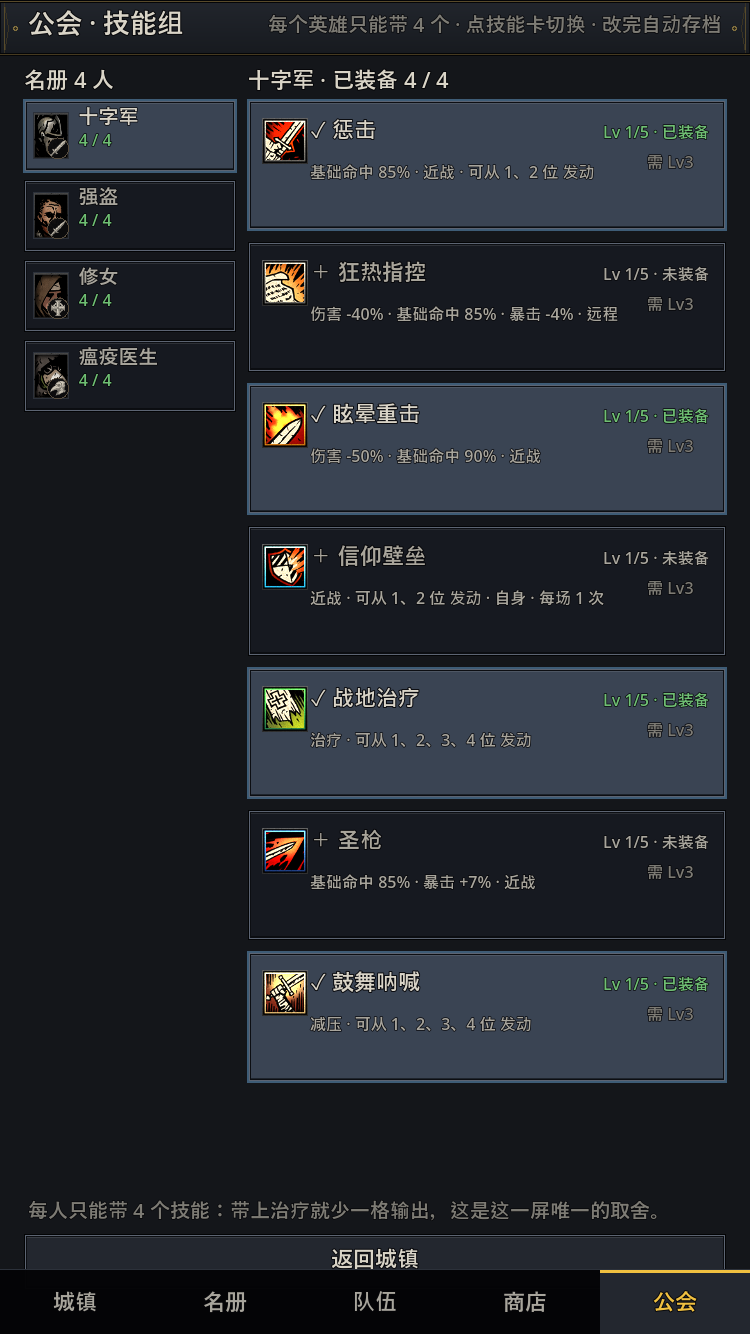 公会 · 技能组
每个英雄只能带 4 个 · 点技能卡切换 · 改完自动存档
名册 4 人
十字军 · 已装备 4 / 4
十字军
4 / 4
强盗
4 / 4
修女
4 / 4
瘟疫医生
4 / 4
✓ 惩击
Lv 1/5 · 已装备
需 Lv3
基础命中 85% · 近战 · 可从 1、2 位 发动
+ 狂热指控
Lv 1/5 · 未装备
需 Lv3
伤害 -40% · 基础命中 85% · 暴击 -4% · 远程
✓ 眩晕重击
Lv 1/5 · 已装备
需 Lv3
伤害 -50% · 基础命中 90% · 近战
+ 信仰壁垒
Lv 1/5 · 未装备
需 Lv3
近战 · 可从 1、2 位 发动 · 自身 · 每场 1 次
✓ 战地治疗
Lv 1/5 · 已装备
需 Lv3
治疗 · 可从 1、2、3、4 位 发动
+ 圣枪
Lv 1/5 · 未装备
需 Lv3
基础命中 85% · 暴击 +7% · 近战
✓ 鼓舞呐喊
Lv 1/5 · 已装备
需 Lv3
减压 · 可从 1、2、3、4 位 发动
每人只能带 4 个技能：带上治疗就少一格输出，这是这一屏唯一的取舍。
返回城镇
城镇
名册
队伍
商店
公会